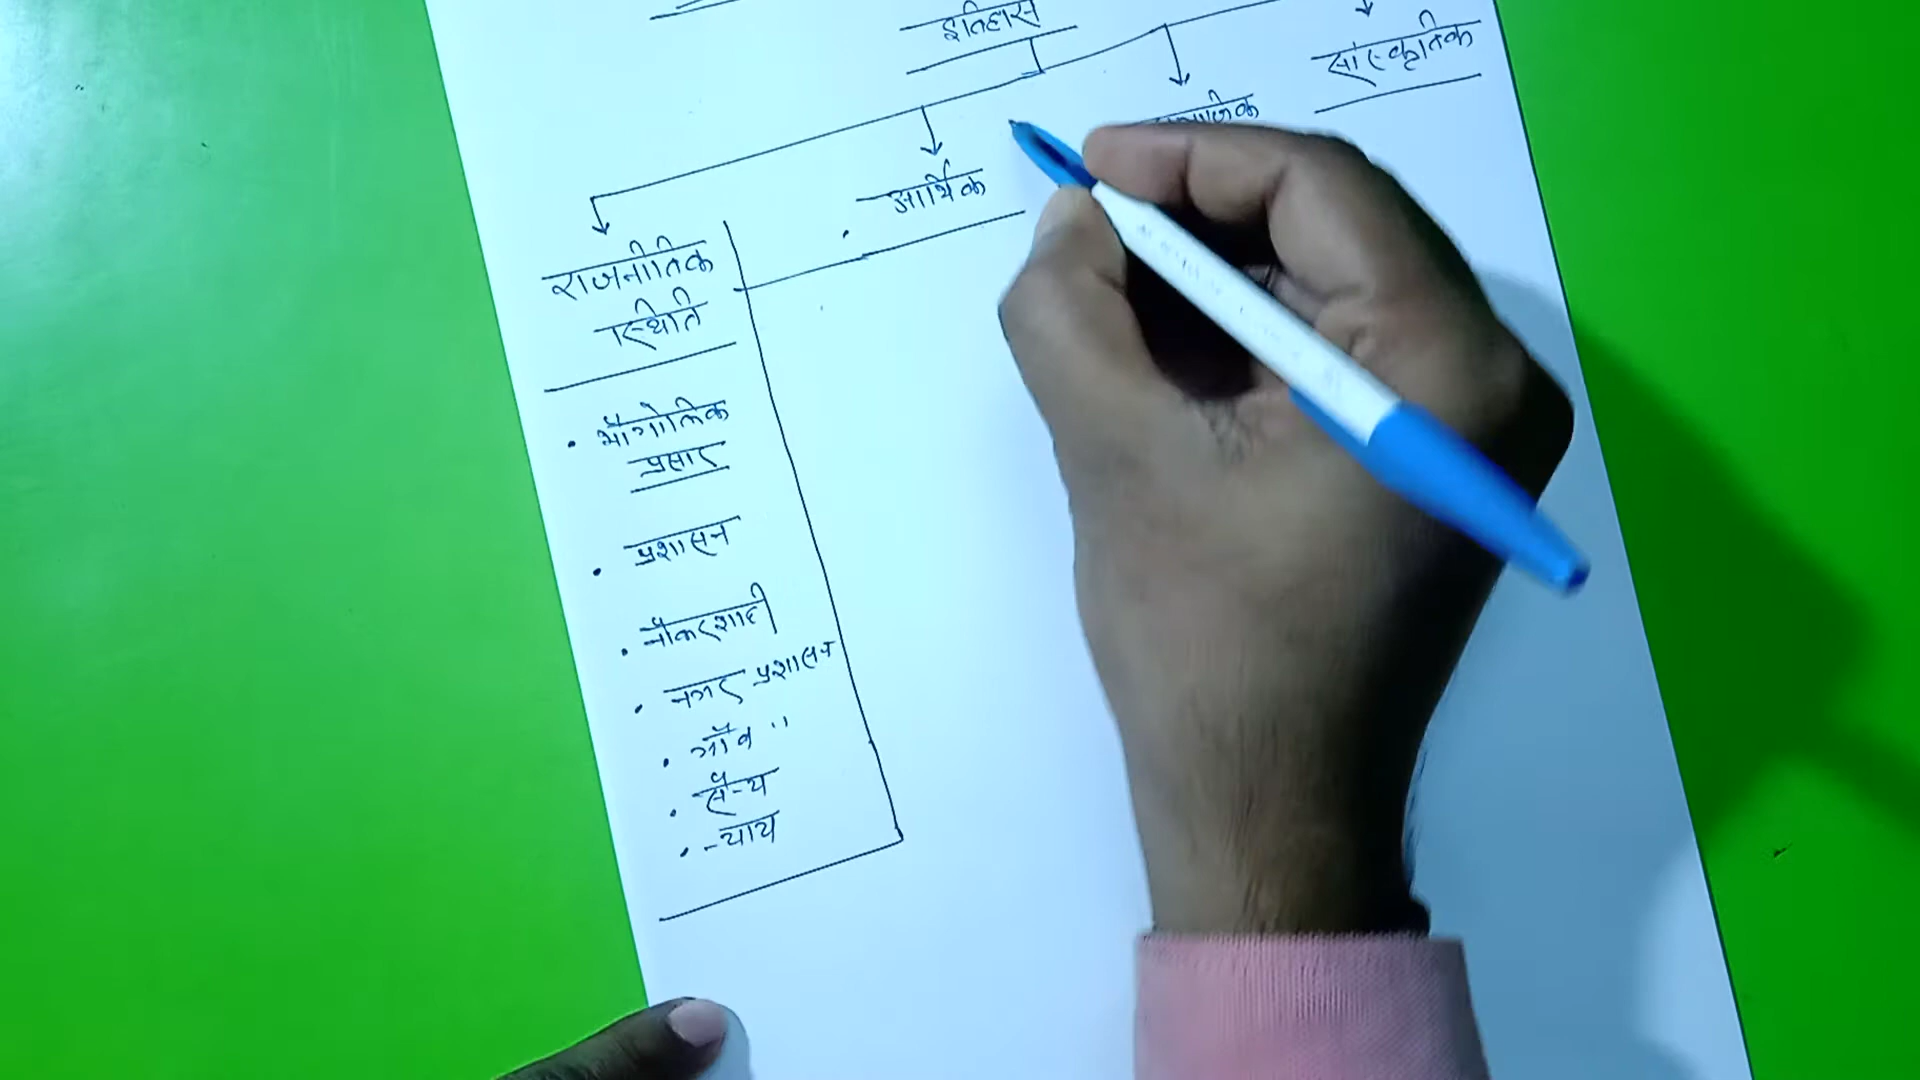 इतिहास
सांस्कृतिक
आर्थिक
राजनीतिक
स्थिति
• भौगोलिक
प्रसार
• प्रशासन
• नौकरशाही
• नगर प्रशासन
• गाँव "
• सैन्य
• न्याय